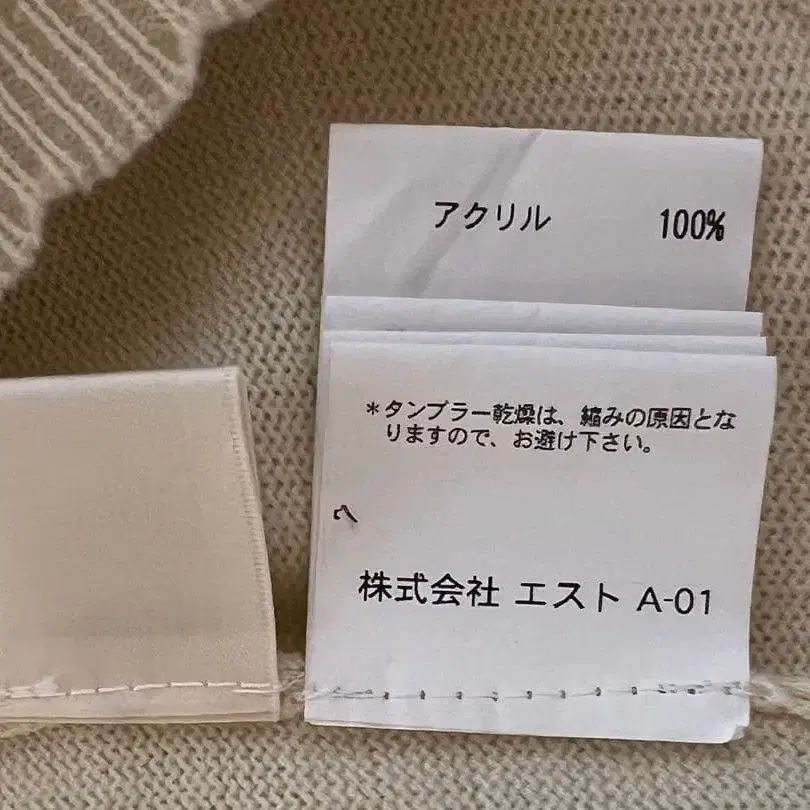 アクリル 100%
*タンブラー乾燥は、縮みの原因とな
りますので、お避け下さい。
株式会社 エスト A-01